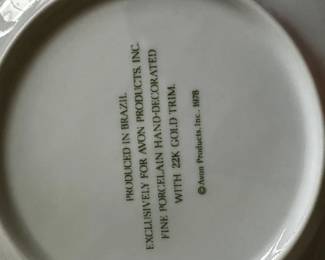 PRODUCED IN BRAZIL
EXCLUSIVELY FOR AVON PRODUCTS, INC.
FINE PORCELAIN HAND-DECORATED
WITH 22K GOLD TRIM.
© Avon Products, Inc. 1978